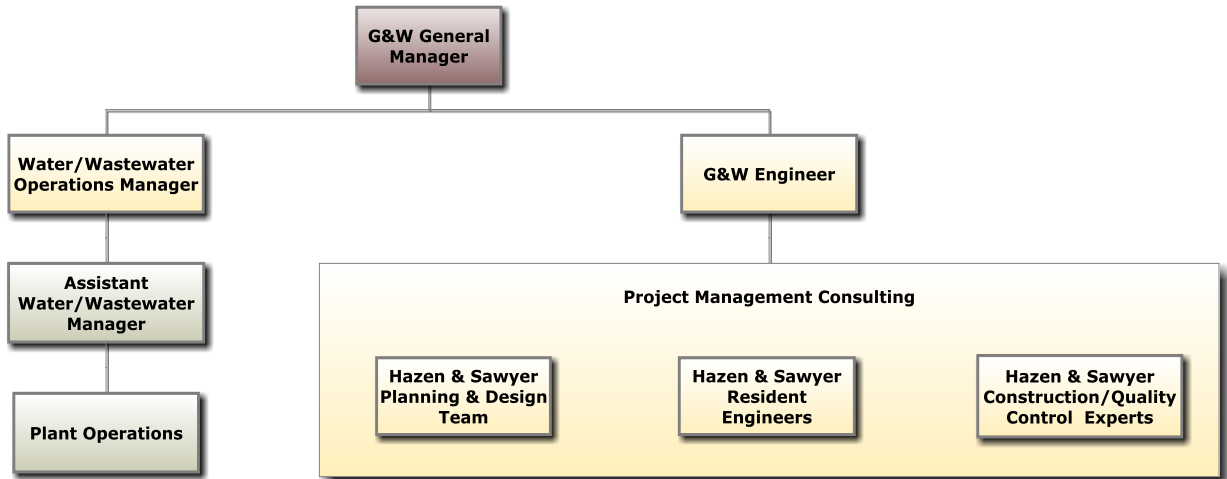 G&W General
Manager
Water/Wastewater
Operations Manager
G&W Engineer
Assistant
Water/Wastewater
Manager
Project Management Consulting
Hazen & Sawyer
Planning & Design
Team
Hazen & Sawyer
Resident
Engineers
Hazen & Sawyer
Construction/Quality
Control  Experts
Plant Operations